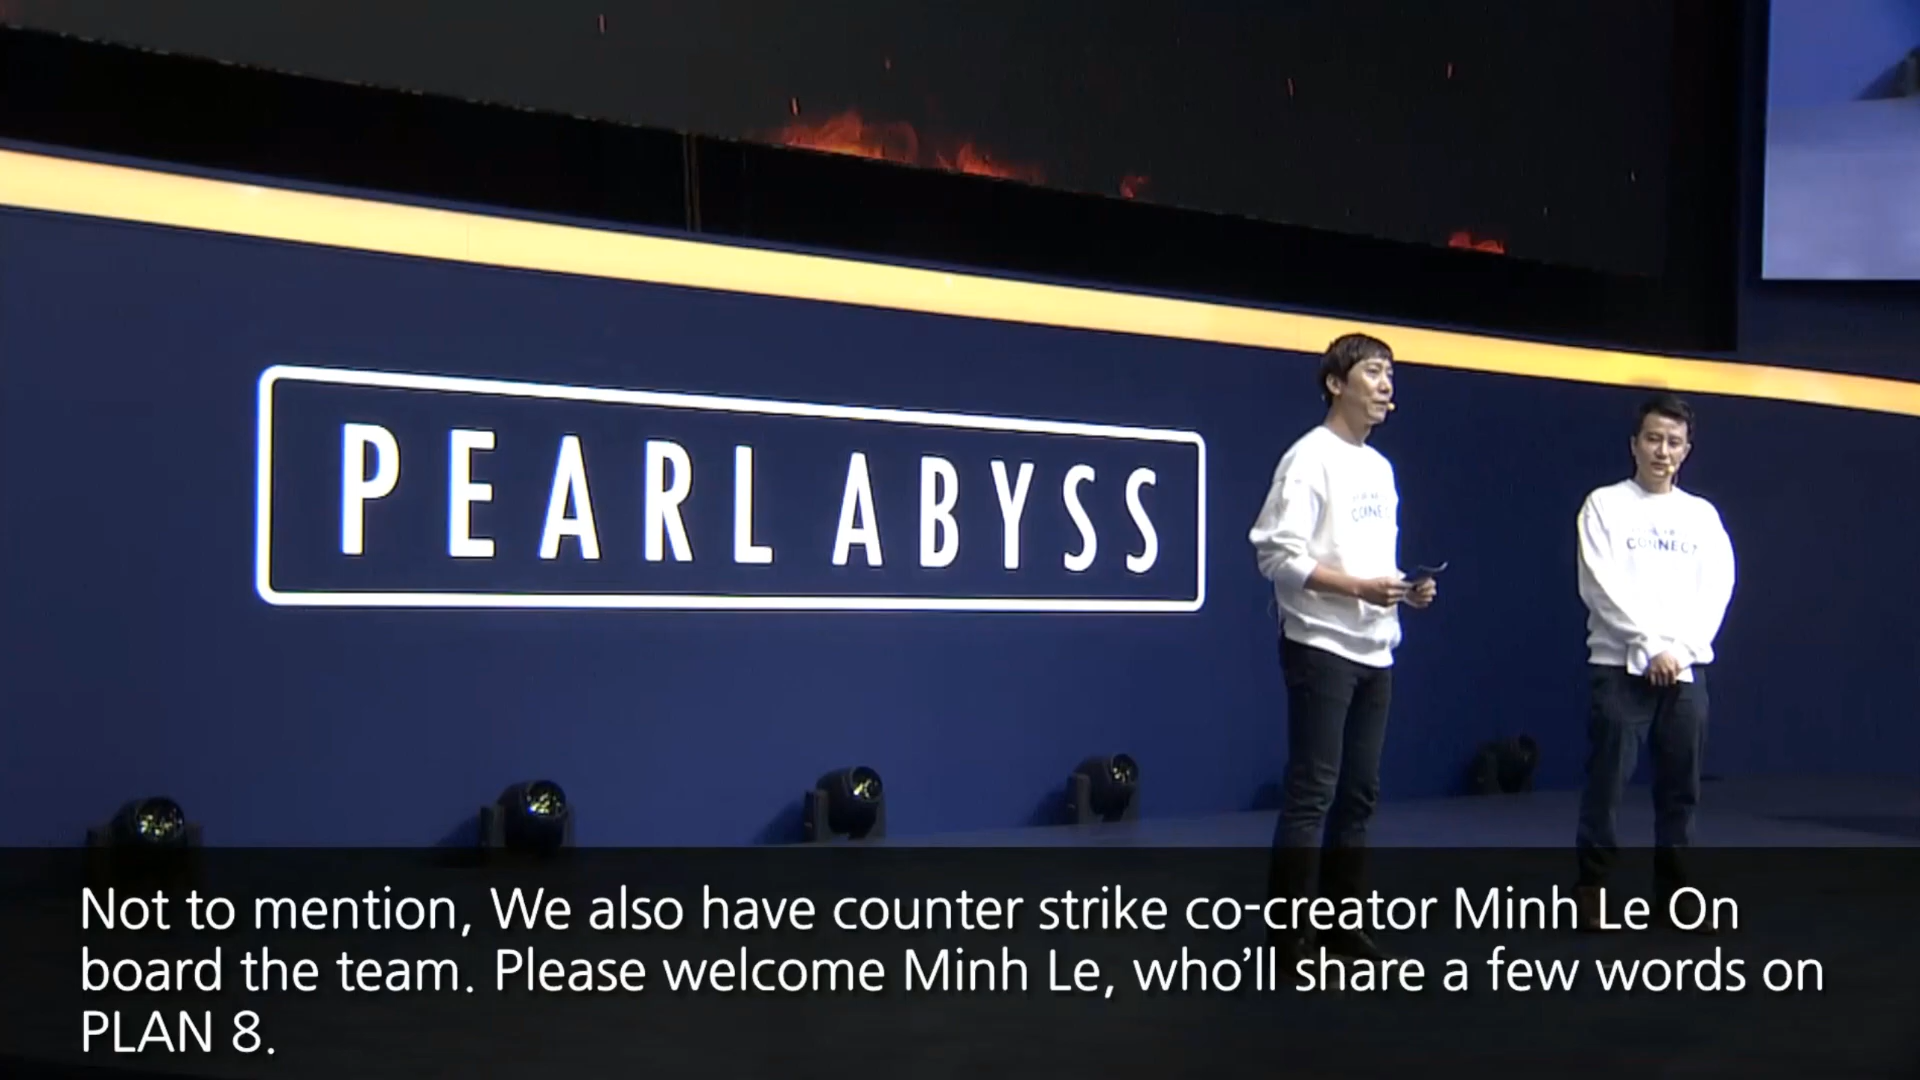 PEARL ABYSS
CONNECT
Not to mention, We also have counter strike co-creator Minh Le On
board the team. Please welcome Minh Le, who'll share a few words on
PLAN 8.